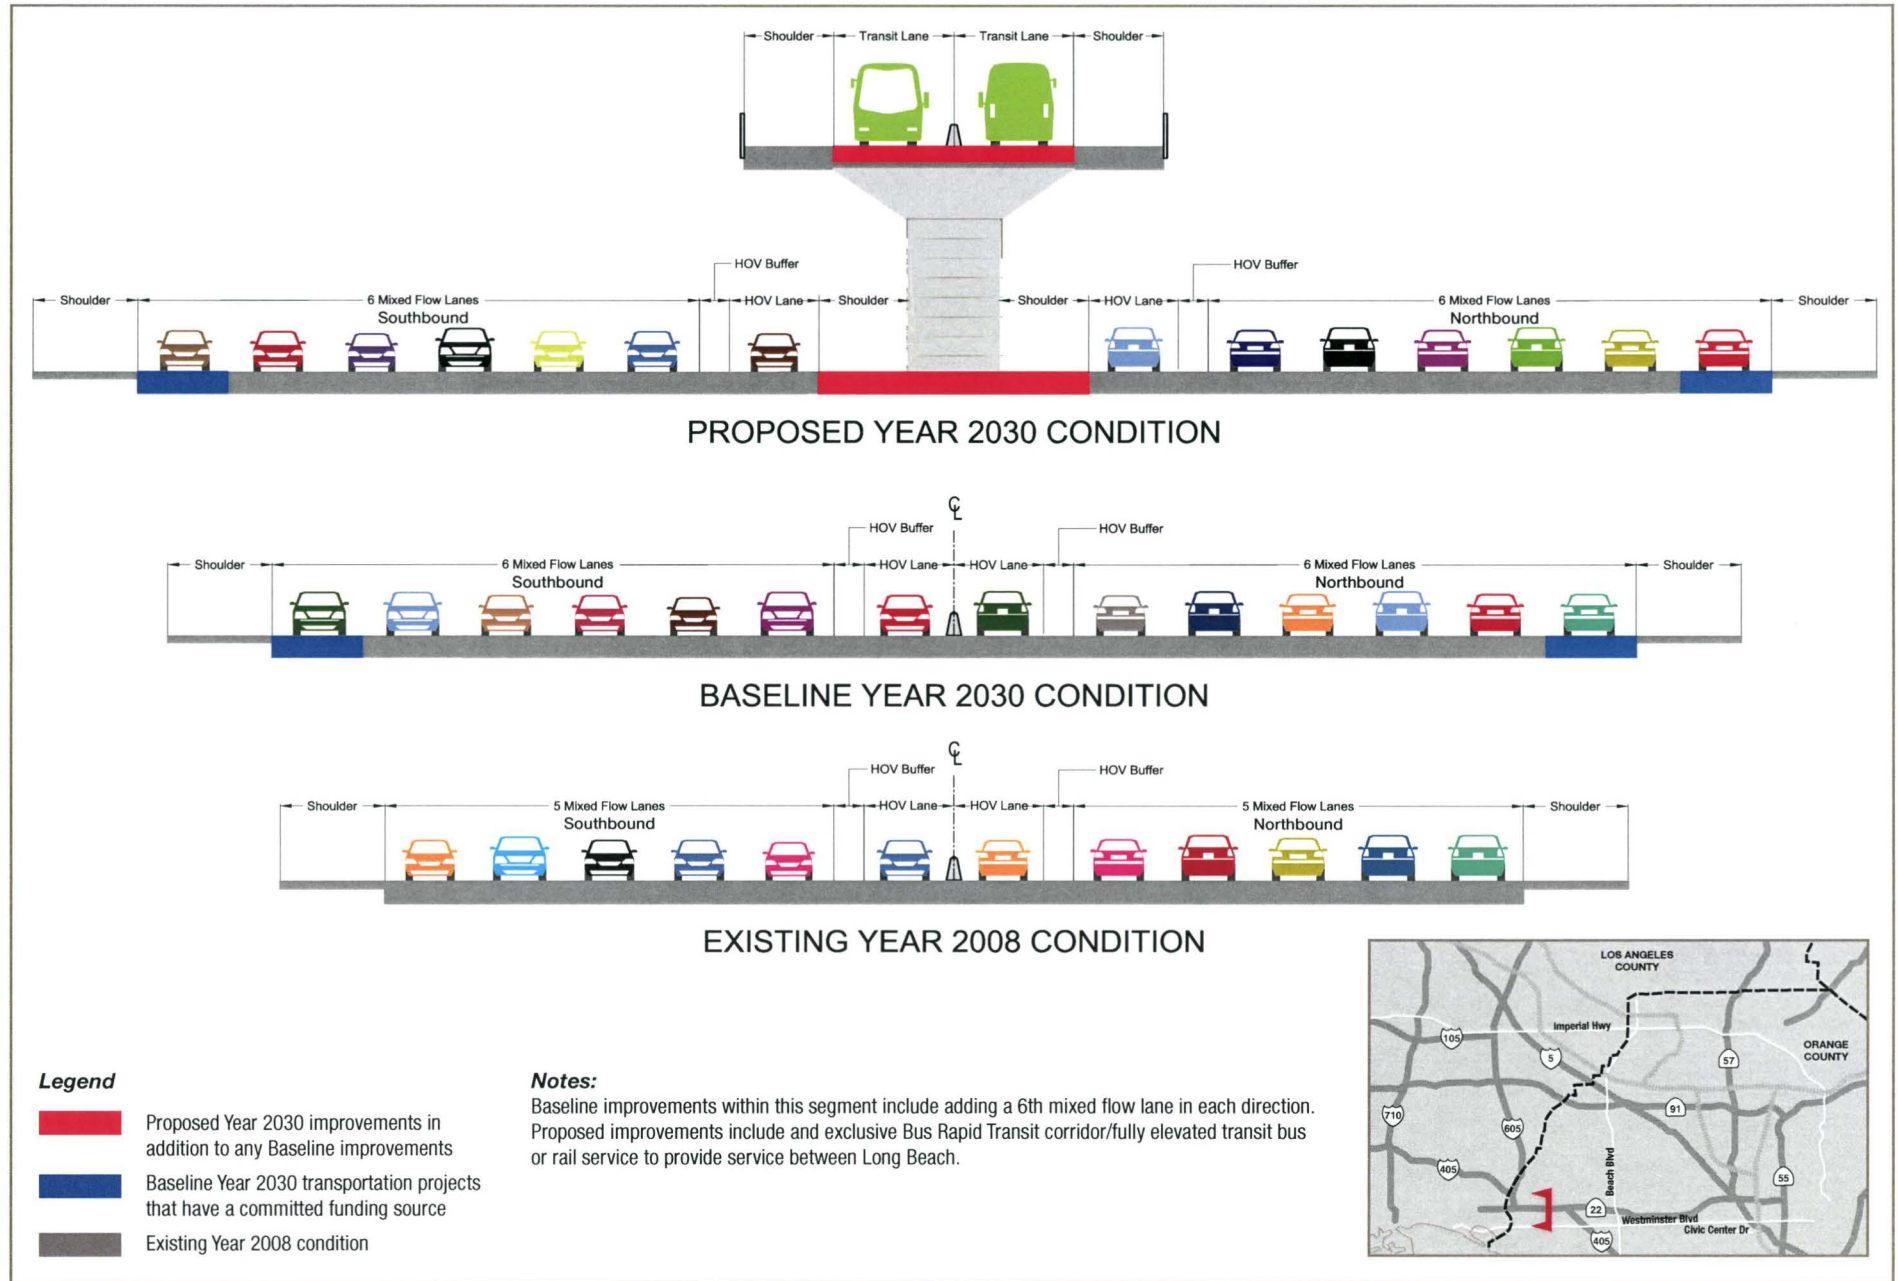 Shoulder Transit Lane Transit Lane Shoulder
HOV Buffer HOV Buffer
Shoulder 6 Mixed Flow Lanes HOV Lane Shoulder Shoulder HOV Lane 6 Mixed Flow Lanes Shoulder
Southbound Northbound
PROPOSED YEAR 2030 CONDITION
℄
HOV Buffer HOV Buffer
Shoulder 6 Mixed Flow Lanes HOV Lane HOV Lane 6 Mixed Flow Lanes Shoulder
Southbound Northbound
BASELINE YEAR 2030 CONDITION
℄
HOV Buffer HOV Buffer
Shoulder 5 Mixed Flow Lanes HOV Lane HOV Lane 5 Mixed Flow Lanes Shoulder
Southbound Northbound
EXISTING YEAR 2008 CONDITION
Legend
Proposed Year 2030 improvements in
addition to any Baseline improvements
Baseline Year 2030 transportation projects
that have a committed funding source
Existing Year 2008 condition
Notes:
Baseline improvements within this segment include adding a 6th mixed flow lane in each direction.
Proposed improvements include and exclusive Bus Rapid Transit corridor/fully elevated transit bus
or rail service to provide service between Long Beach.
LOS ANGELES
COUNTY
Imperial Hwy
105
5
57
ORANGE
COUNTY
710
605
91
405
Beach Blvd
55
22
Westminster Blvd
Civic Center Dr
405